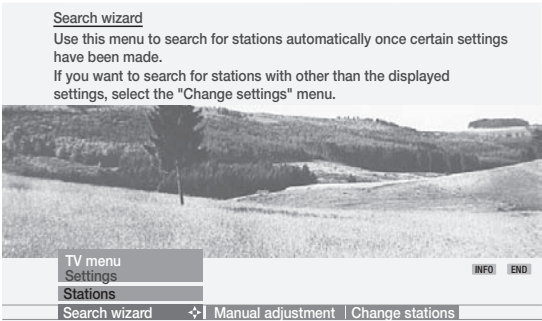 Search wizard
Use this menu to search for stations automatically once certain settings
have been made.
If you want to search for stations with other than the displayed
settings, select the "Change settings" menu.
TV menu
Settings
INFO END
Stations
Search wizard Manual adjustment Change stations